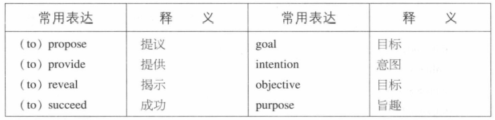 常用表达 释 义 常用表达 释 义
(to) propose 提议 goal 目标
(to) provide 提供 intention 意图
(to) reveal 揭示 objective 目标
(to) succeed 成功 purpose 旨趣